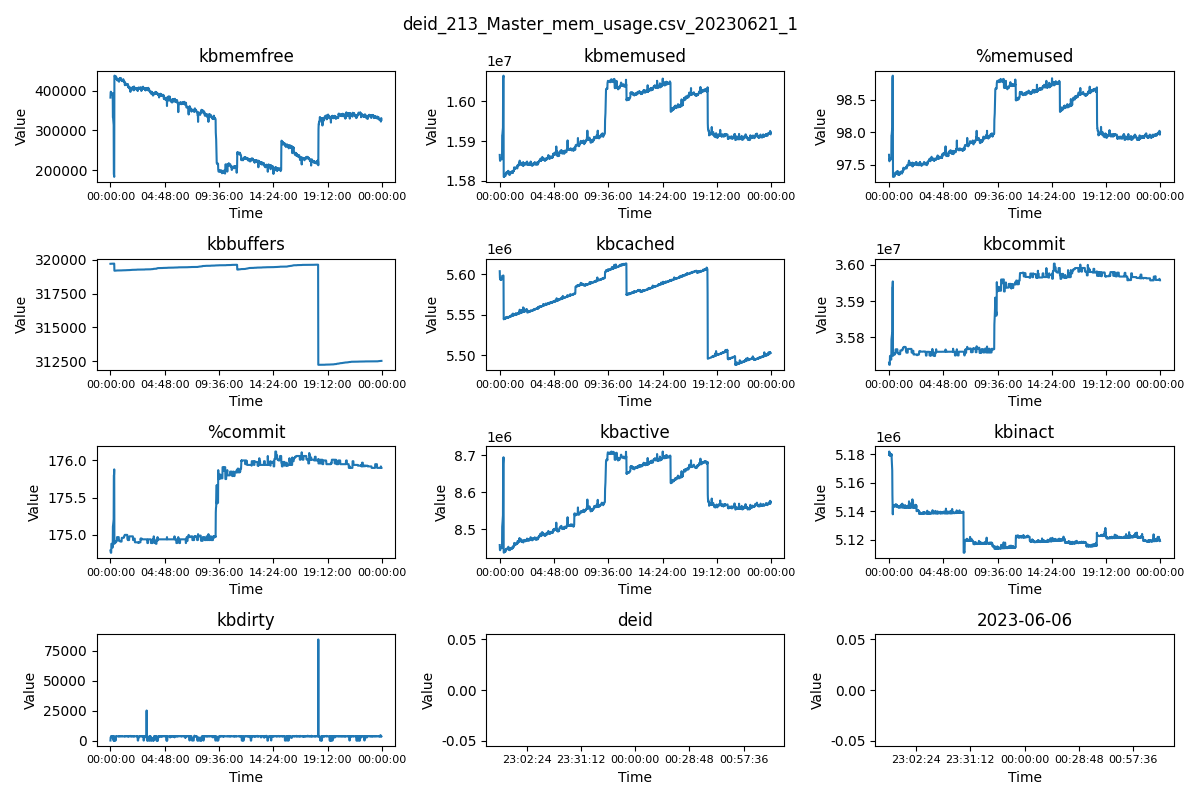 deid_213_Master_mem_usage.csv_20230621_1
kbmemfree
Value
400000
300000
200000
00:00:00 04:48:00 09:36:00 14:24:00 19:12:00 00:00:00
Time
kbmemused
1e7
Value
1.60
1.59
1.58
00:00:00 04:48:00 09:36:00 14:24:00 19:12:00 00:00:00
Time
%memused
Value
98.5
98.0
97.5
00:00:00 04:48:00 09:36:00 14:24:00 19:12:00 00:00:00
Time
kbbuffers
Value
320000
317500
315000
312500
00:00:00 04:48:00 09:36:00 14:24:00 19:12:00 00:00:00
Time
kbcached
1e6
Value
5.60
5.55
5.50
00:00:00 04:48:00 09:36:00 14:24:00 19:12:00 00:00:00
Time
kbcommit
1e7
Value
3.60
3.59
3.58
00:00:00 04:48:00 09:36:00 14:24:00 19:12:00 00:00:00
Time
%commit
Value
176.0
175.5
175.0
00:00:00 04:48:00 09:36:00 14:24:00 19:12:00 00:00:00
Time
kbactive
1e6
Value
8.7
8.6
8.5
00:00:00 04:48:00 09:36:00 14:24:00 19:12:00 00:00:00
Time
kbinact
1e6
Value
5.18
5.16
5.14
5.12
00:00:00 04:48:00 09:36:00 14:24:00 19:12:00 00:00:00
Time
kbdirty
Value
75000
50000
25000
0
00:00:00 04:48:00 09:36:00 14:24:00 19:12:00 00:00:00
Time
deid
Value
0.05
0.00
-0.05
23:02:24 23:31:12 00:00:00 00:28:48 00:57:36
Time
2023-06-06
Value
0.05
0.00
-0.05
23:02:24 23:31:12 00:00:00 00:28:48 00:57:36
Time